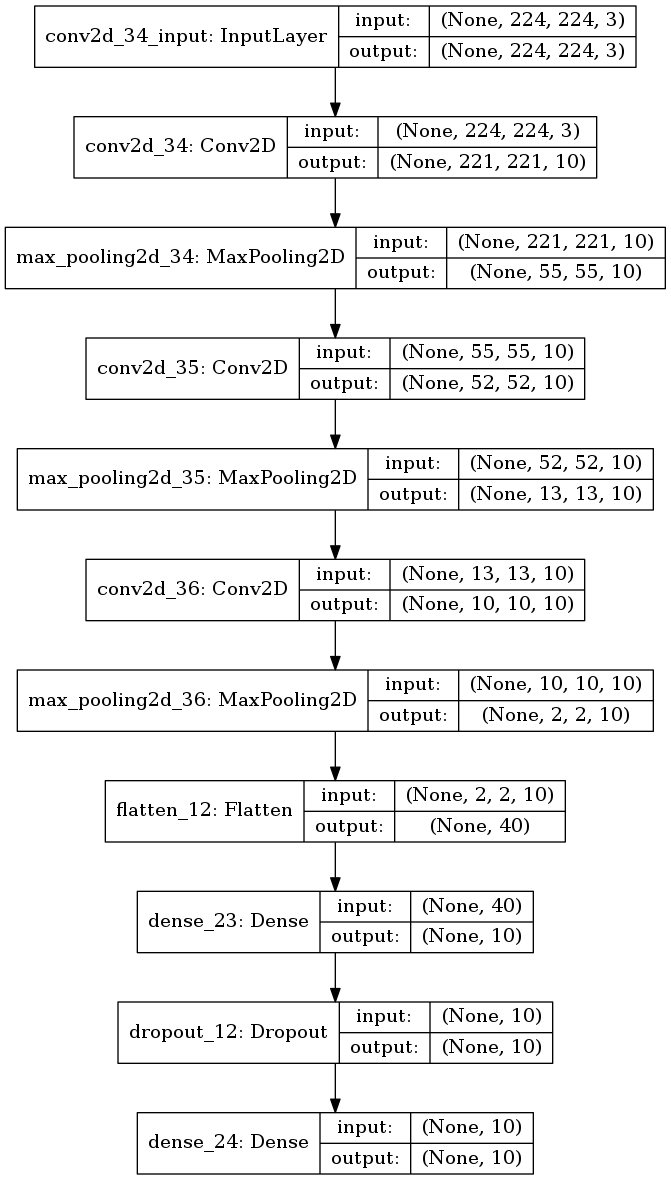 conv2d_34_input: InputLayer
input: (None, 224, 224, 3)
output: (None, 224, 224, 3)
conv2d_34: Conv2D
input: (None, 224, 224, 3)
output: (None, 221, 221, 10)
max_pooling2d_34: MaxPooling2D
input: (None, 221, 221, 10)
output: (None, 55, 55, 10)
conv2d_35: Conv2D
input: (None, 55, 55, 10)
output: (None, 52, 52, 10)
max_pooling2d_35: MaxPooling2D
input: (None, 52, 52, 10)
output: (None, 13, 13, 10)
conv2d_36: Conv2D
input: (None, 13, 13, 10)
output: (None, 10, 10, 10)
max_pooling2d_36: MaxPooling2D
input: (None, 10, 10, 10)
output: (None, 2, 2, 10)
flatten_12: Flatten
input: (None, 2, 2, 10)
output: (None, 40)
dense_23: Dense
input: (None, 40)
output: (None, 10)
dropout_12: Dropout
input: (None, 10)
output: (None, 10)
dense_24: Dense
input: (None, 10)
output: (None, 10)